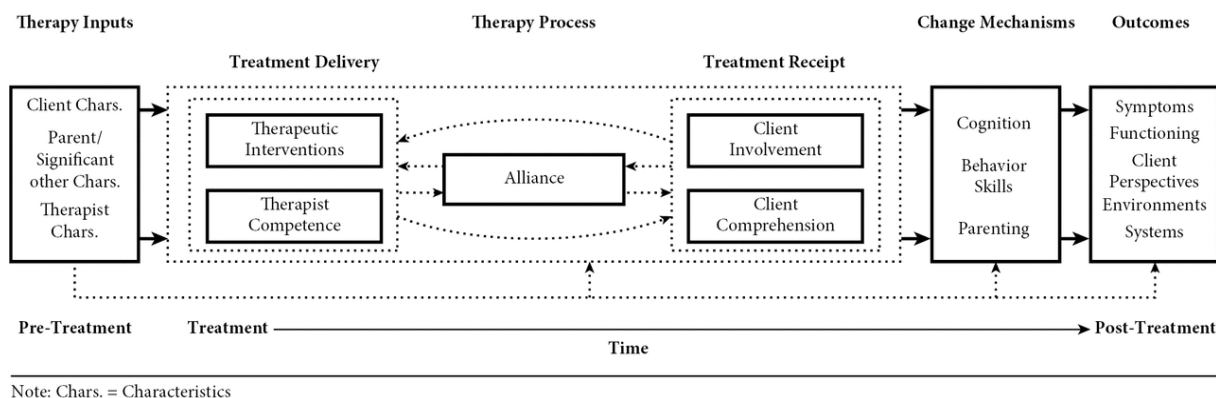 Therapy Inputs
Therapy Process
Change Mechanisms
Outcomes
Treatment Delivery
Treatment Receipt
Client Chars.
Parent/
Significant
other Chars.
Therapist
Chars.
Therapeutic
Interventions
Therapist
Competence
Alliance
Client
Involvement
Client
Comprehension
Cognition
Behavior
Skills
Parenting
Symptoms
Functioning
Client
Perspectives
Environments
Systems
Pre-Treatment
Treatment
Post-Treatment
Time
Note: Chars. = Characteristics